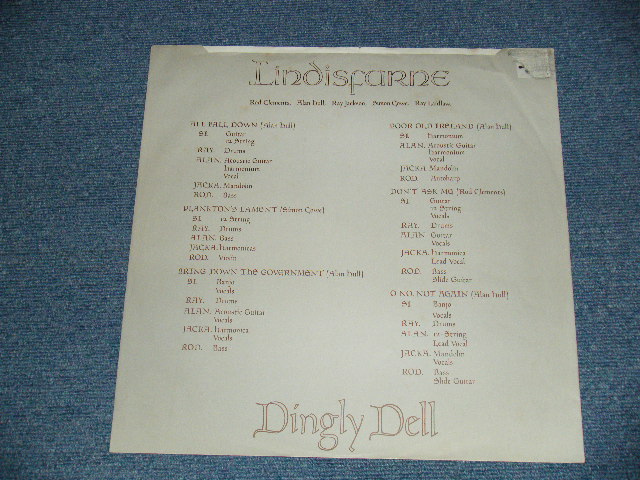 Lindisfarne
Rod Clements. Alan Hull. Ray Jackson. Simon Cowe. Ray Laidlaw.
ALL FALL DOWN (Alan Hull)
SI. Guitar
12 String
RAY. Drums
ALAN. Acoustic Guitar
Harmonium
Vocal
JACKA. Mandolin
ROD. Bass
PLANKTON'S LAMENT (Simon Cowe)
SI. 12 String
RAY. Drums
ALAN. Bass
JACKA. Harmonicas
ROD. Violin
BRING DOWN THE GOVERNMENT (Alan Hull)
SI. Banjo
Vocals
RAY. Drums
ALAN. Acoustic Guitar
Vocals
JACKA. Harmonica
Vocals
ROD. Bass
POOR OLD IRELAND (Alan Hull)
SI. Harmonium
ALAN. Acoustic Guitar
Harmonium
Vocal
JACKA. Mandolin
ROD. Autoharp
DON'T ASK ME (Rod Clements)
SI. Guitar
12 String
Vocals
RAY. Drums
ALAN. Guitar
Vocals
JACKA. Harmonica
Lead Vocal
ROD. Bass
Slide Guitar
O NO, NOT AGAIN (Alan Hull)
SI. Banjo
Vocals
RAY. Drums
ALAN. 12 String
Lead Vocal
JACKA. Mandolin
Vocals
ROD. Bass
Slide Guitar
Dingly Dell